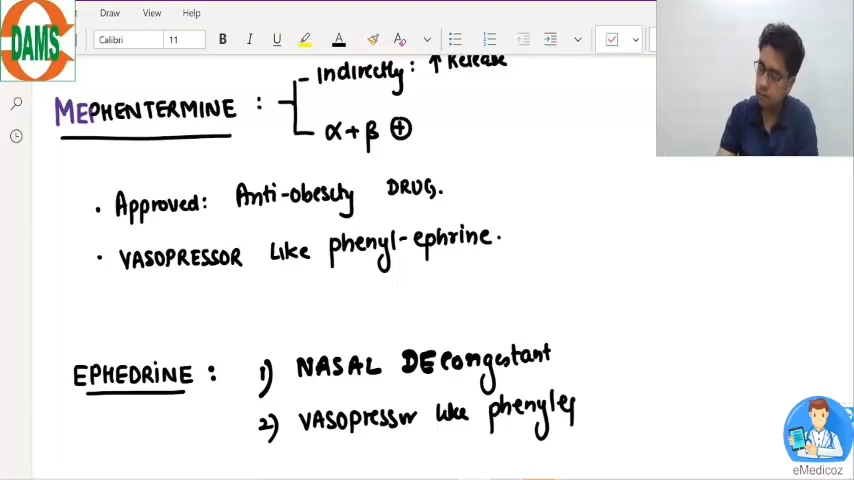 DAMS
Draw View Help
Calibri 11 B I U A A
- Indirectly: ↑ Release
MEPHENTERMINE :
α+β ⊕
• Approved: Anti-obesity DRUG.
• VASOPRESSOR like phenyl-ephrine.
EPHEDRINE : 1) NASAL DEcongestant
2) VASOPRESSOr like phenylep
eMedicoz